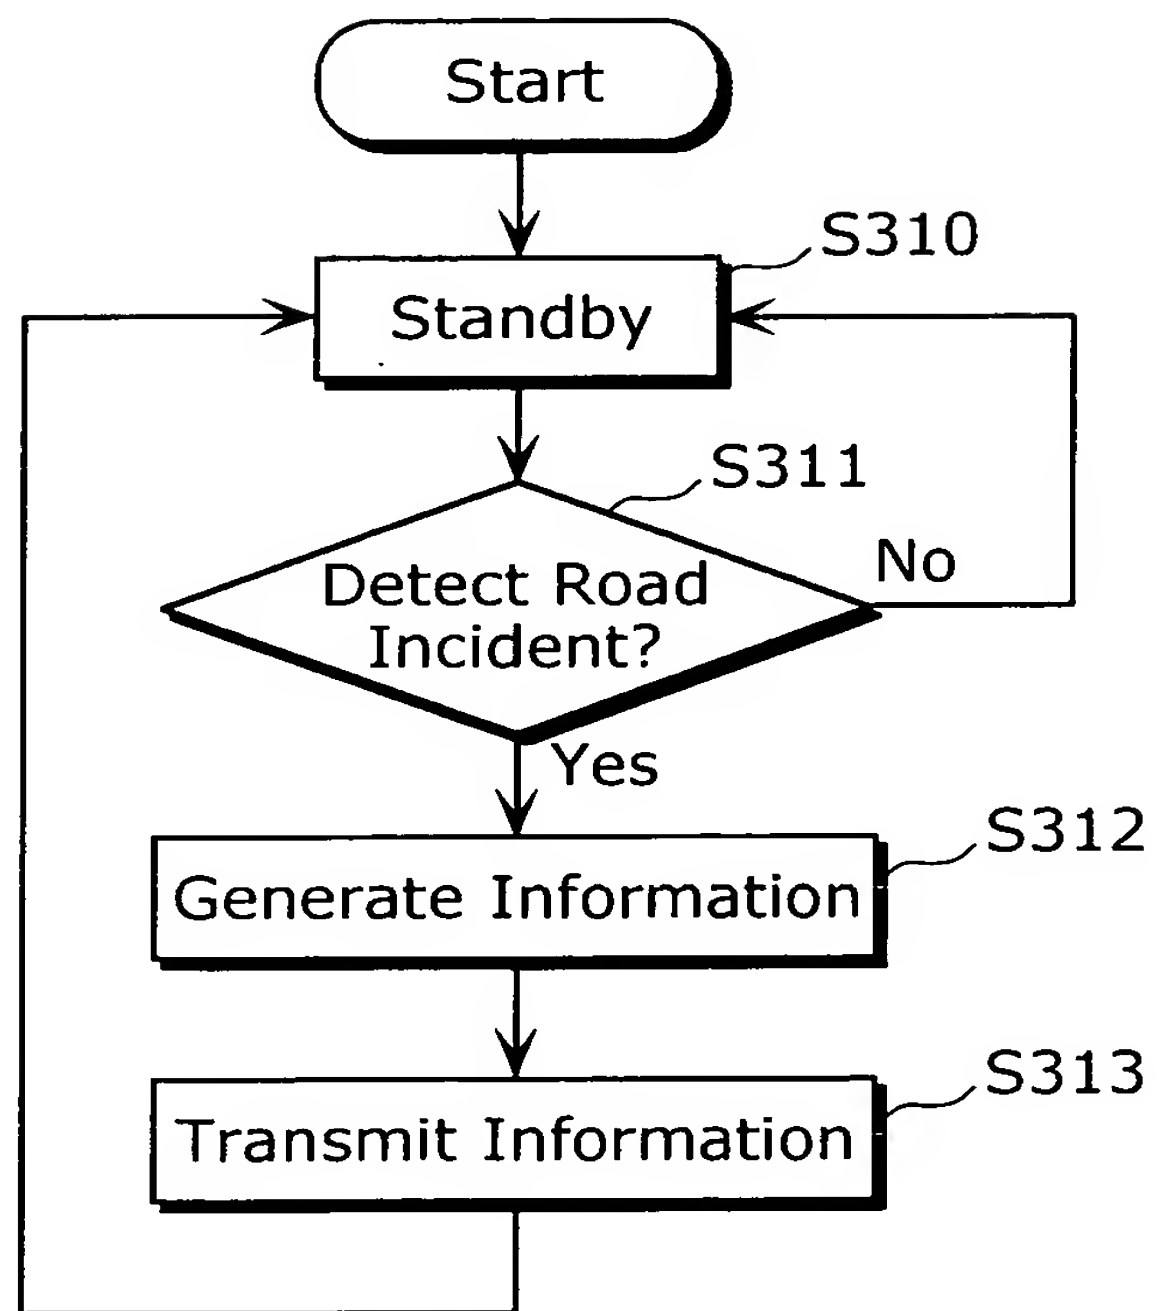 Start
S310
Standby
S311
Detect Road
Incident?
No
Yes
S312
Generate Information
S313
Transmit Information